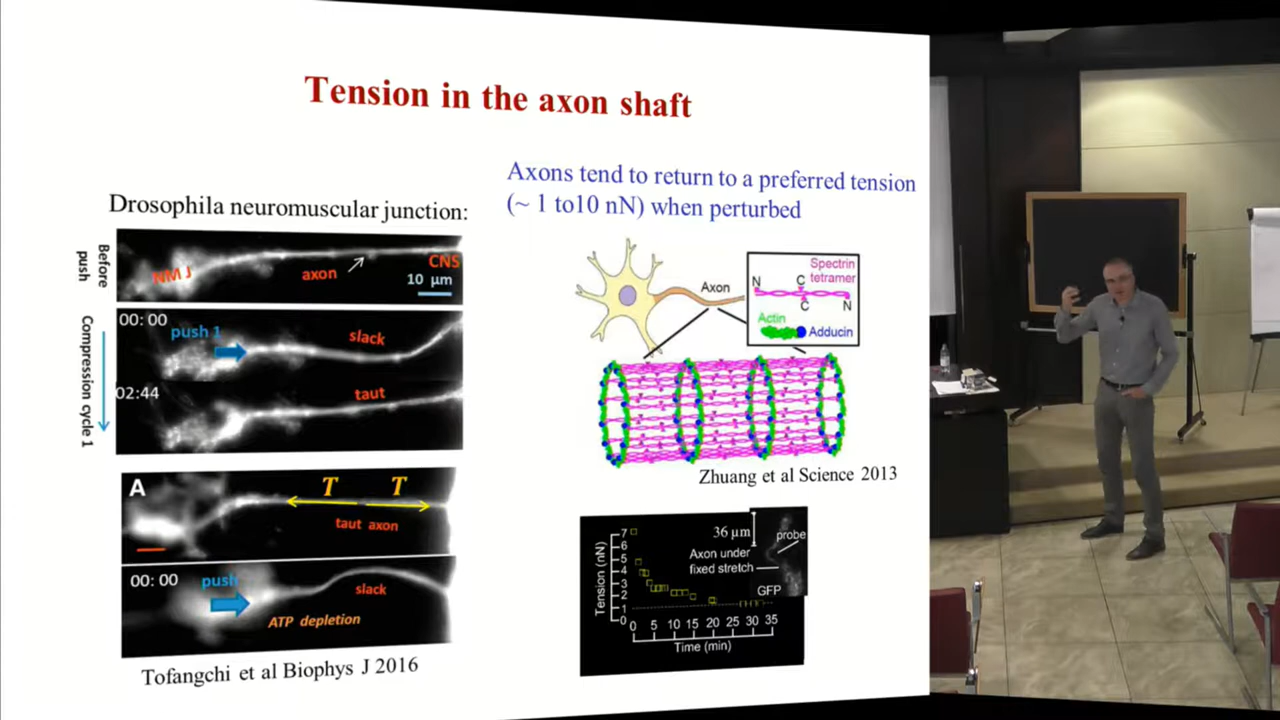 Tension in the axon shaft
Axons tend to return to a preferred tension
(~ 1 to10 nN) when perturbed
Drosophila neuromuscular junction:
Before
push
NMJ
axon
CNS
10 μm
Compression cycle 1
00: 00
push 1
slack
02:44
taut
A
T
T
taut axon
00: 00
push
slack
ATP depletion
Tofangchi et al Biophys J 2016
Axon
Spectrin
tetramer
N
C
C
N
Actin
Adducin
Zhuang et al Science 2013
36 μm
probe
Axon under
fixed stretch
GFP
Tension (nN)
7
6
5
4
3
2
1
0
0 5 10 15 20 25 30 35
Time (min)